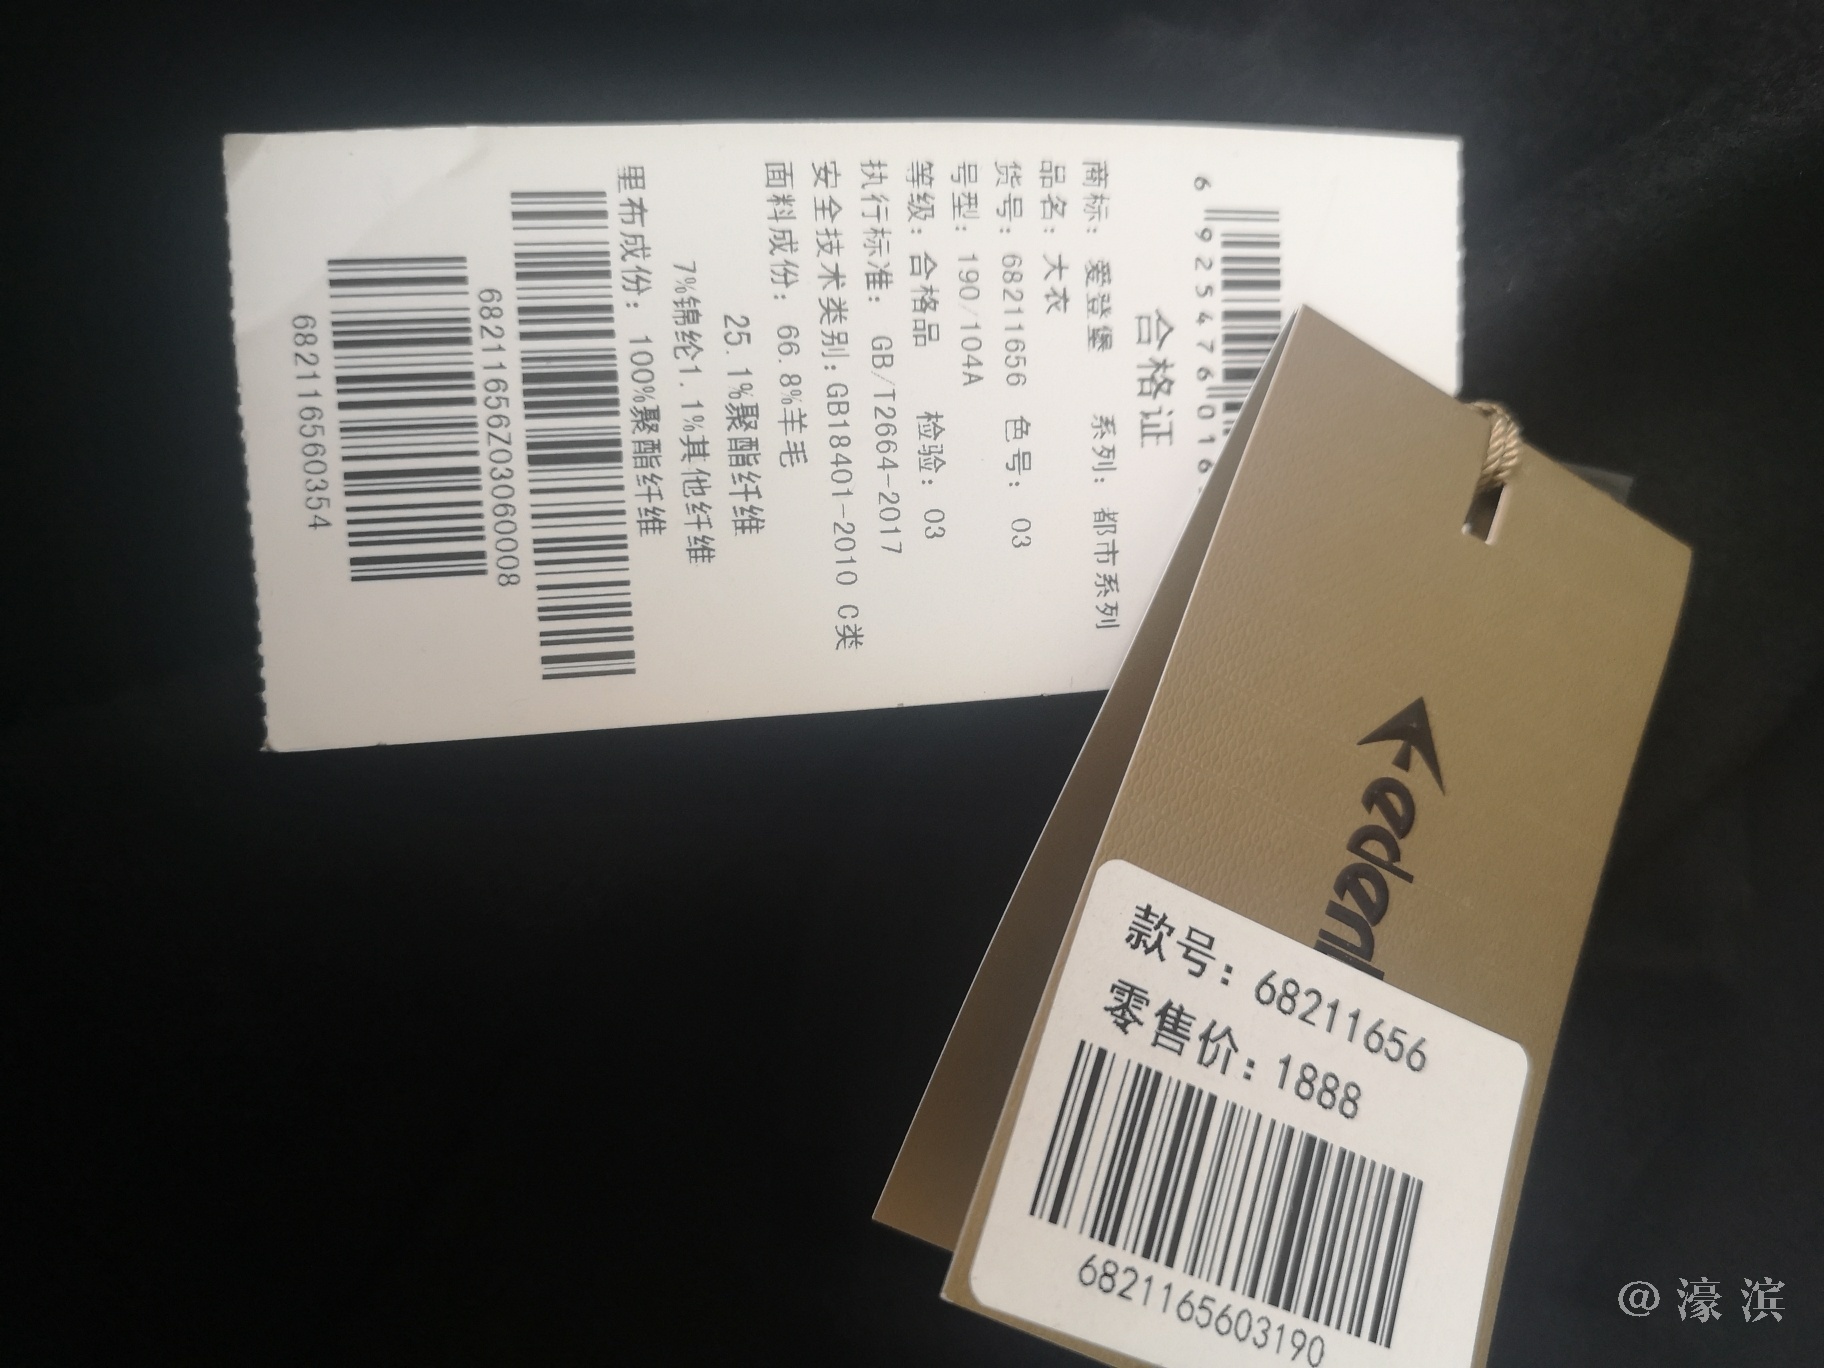 6 925476 016
合格证
商标: 爱登堡 系列: 都市系列
品名: 大衣
货号: 68211656 色号: 03
号型: 190/104A
等级: 合格品 检验: 03
执行标准: GB/T2664-2017
安全技术类别:GB18401-2010 C类
面料成份: 66.8%羊毛
25.1%聚酯纤维
7%锦纶1.1%其他纤维
里布成份: 100%聚酯纤维
68211656Z03060008
682116560354
款号: 68211656
零售价: 1888
6821165603190
@濠滨